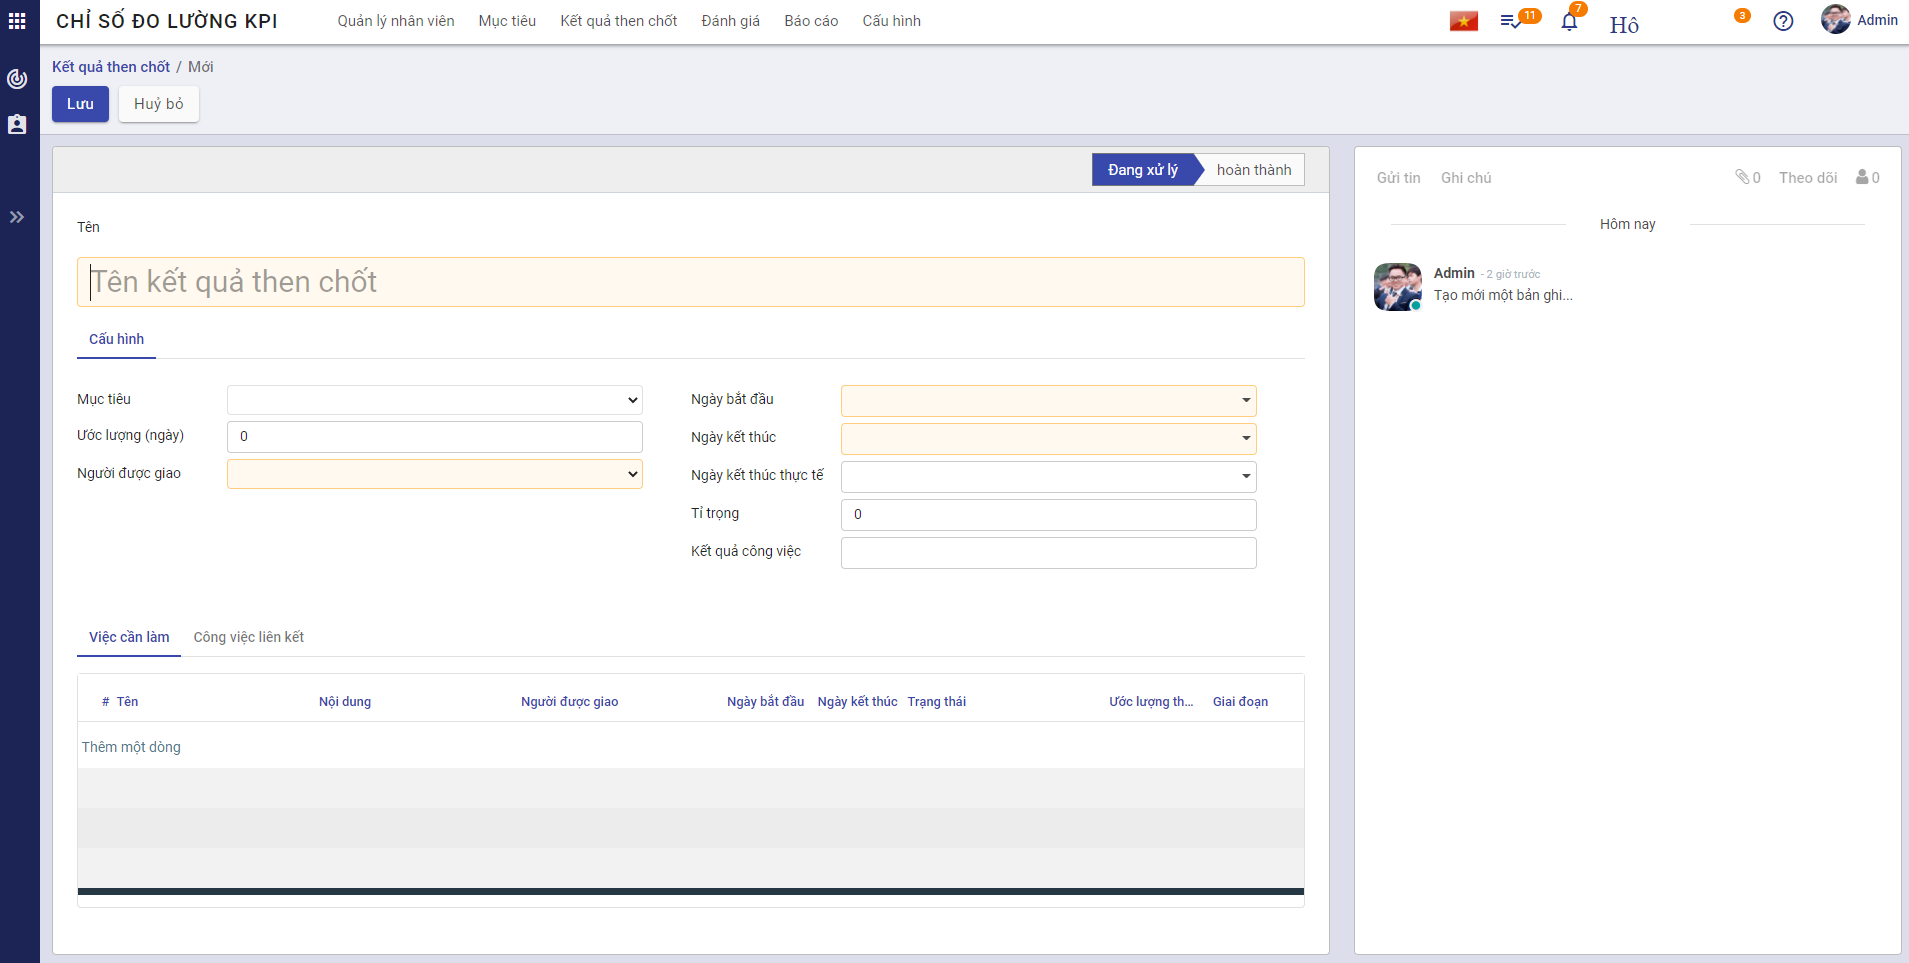 CHỈ SỐ ĐO LƯỜNG KPI Quản lý nhân viên Mục tiêu Kết quả then chốt Đánh giá Báo cáo Cấu hình 11 7 Hô 3 Admin
Kết quả then chốt / Mới
Lưu Huỷ bỏ
Đang xử lý hoàn thành
Tên
Tên kết quả then chốt
Cấu hình
Mục tiêu
Ước lượng (ngày) 0
Người được giao
Ngày bắt đầu
Ngày kết thúc
Ngày kết thúc thực tế
Tỉ trọng 0
Kết quả công việc
Việc cần làm Công việc liên kết
# Tên Nội dung Người được giao Ngày bắt đầu Ngày kết thúc Trạng thái Ước lượng th... Giai đoạn
Thêm một dòng
Gửi tin Ghi chú 0 Theo dõi 0
Hôm nay
Admin - 2 giờ trước
Tạo mới một bản ghi...